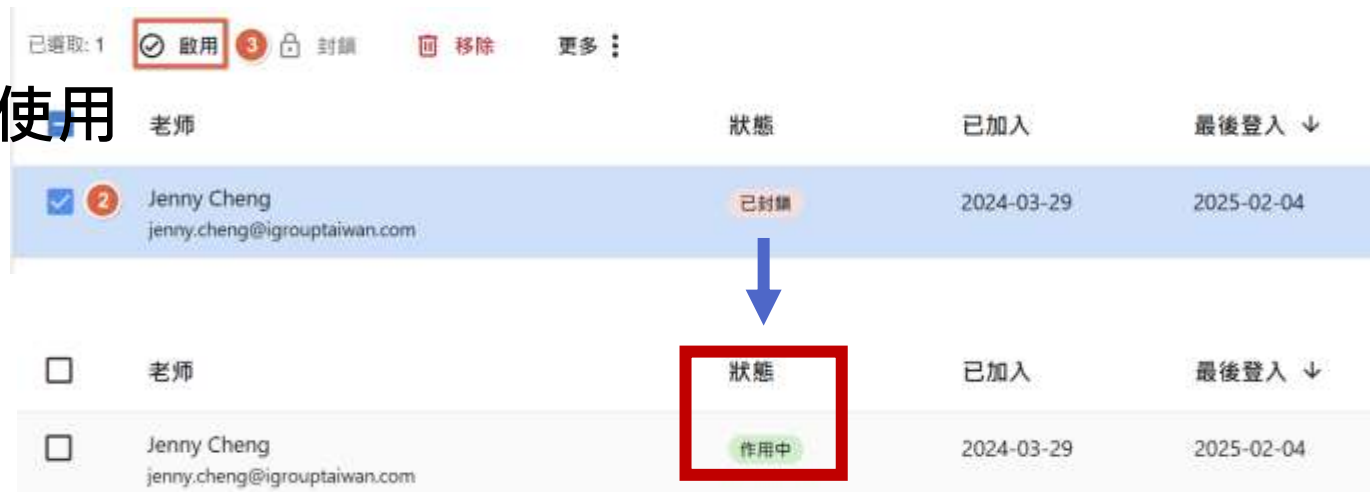 已選取: 1 啟用 3 封鎖 移除 更多
使用
老师 狀態 已加入 最後登入
2 Jenny Cheng 已封鎖 2024-03-29 2025-02-04
jenny.cheng@igrouptaiwan.com
老师 狀態 已加入 最後登入
Jenny Cheng 作用中 2024-03-29 2025-02-04
jenny.cheng@igrouptaiwan.com